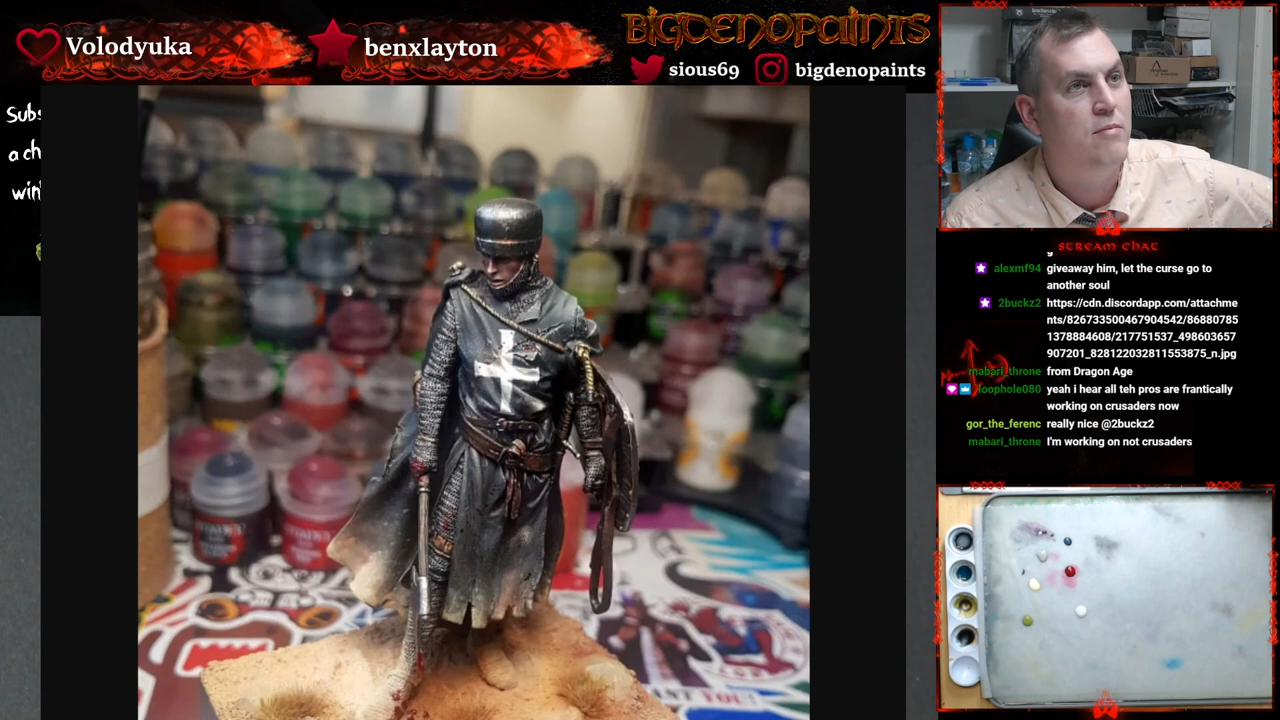 Volodyuka
benxlayton
BIGDENOPAINTS
sious69
bigdenopaints
Subs
a ch
win
STREAM CHAT
alexmf94 giveaway him, let the curse go to
another soul
2buckz2 https://cdn.discordapp.com/attachme
nts/826733500467904542/86880785
1378884608/217751537_498603657
907201_828122032811553875_n.jpg
mabari_throne from Dragon Age
loophole080 yeah i hear all teh pros are frantically
working on crusaders now
gor_the_ferenc really nice @2buckz2
mabari_throne I'm working on not crusaders
ANT YOU!